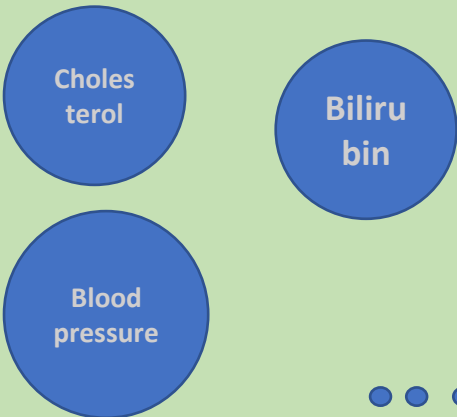 Choles
terol
Biliru
bin
Blood
pressure